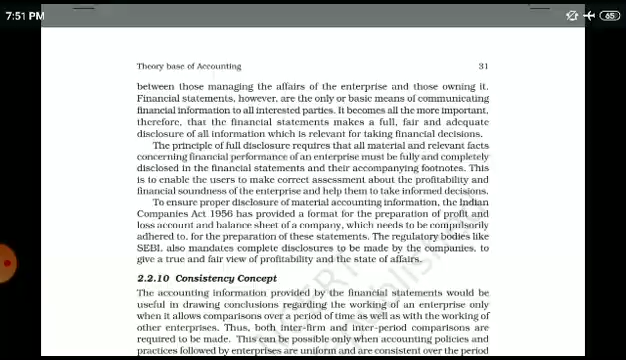 7:51 PM
65
Theory base of Accounting 31
between those managing the affairs of the enterprise and those owning it.
Financial statements, however, are the only or basic means of communicating
financial information to all interested parties. It becomes all the more important,
therefore, that the financial statements makes a full, fair and adequate
disclosure of all information which is relevant for taking financial decisions.
The principle of full disclosure requires that all material and relevant facts
concerning financial performance of an enterprise must be fully and completely
disclosed in the financial statements and their accompanying footnotes. This
is to enable the users to make correct assessment about the profitability and
financial soundness of the enterprise and help them to take informed decisions.
To ensure proper disclosure of material accounting information, the Indian
Companies Act 1956 has provided a format for the preparation of profit and
loss account and balance sheet of a company, which needs to be compulsorily
adhered to, for the preparation of these statements. The regulatory bodies like
SEBI, also mandates complete disclosures to be made by the companies, to
give a true and fair view of profitability and the state of affairs.
2.2.10 Consistency Concept
The accounting information provided by the financial statements would be
useful in drawing conclusions regarding the working of an enterprise only
when it allows comparisons over a period of time as well as with the working of
other enterprises. Thus, both inter-firm and inter-period comparisons are
required to be made. This can be possible only when accounting policies and
practices followed by enterprises are uniform and are consistent over the period